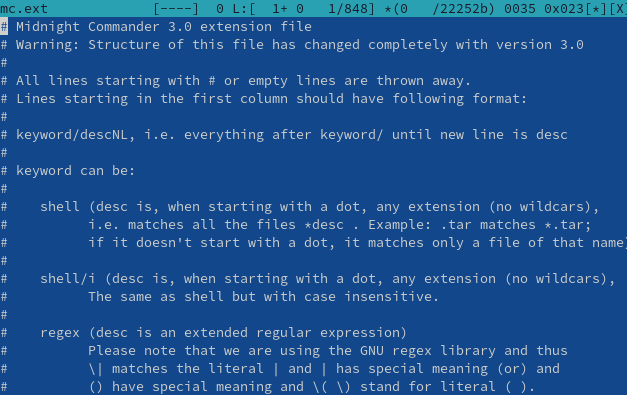 mc.ext [----] 0 L:[ 1+ 0 1/848] *(0 /22252b) 0035 0x023[*][X]
# Midnight Commander 3.0 extension file
# Warning: Structure of this file has changed completely with version 3.0
#
# All lines starting with # or empty lines are thrown away.
# Lines starting in the first column should have following format:
#
# keyword/descNL, i.e. everything after keyword/ until new line is desc
#
# keyword can be:
#
#    shell (desc is, when starting with a dot, any extension (no wildcars),
#          i.e. matches all the files *desc . Example: .tar matches *.tar;
#          if it doesn't start with a dot, it matches only a file of that name)
#
#    shell/i (desc is, when starting with a dot, any extension (no wildcars),
#          The same as shell but with case insensitive.
#
#    regex (desc is an extended regular expression)
#          Please note that we are using the GNU regex library and thus
#          \| matches the literal | and | has special meaning (or) and
#          () have special meaning and \( \) stand for literal ( ).